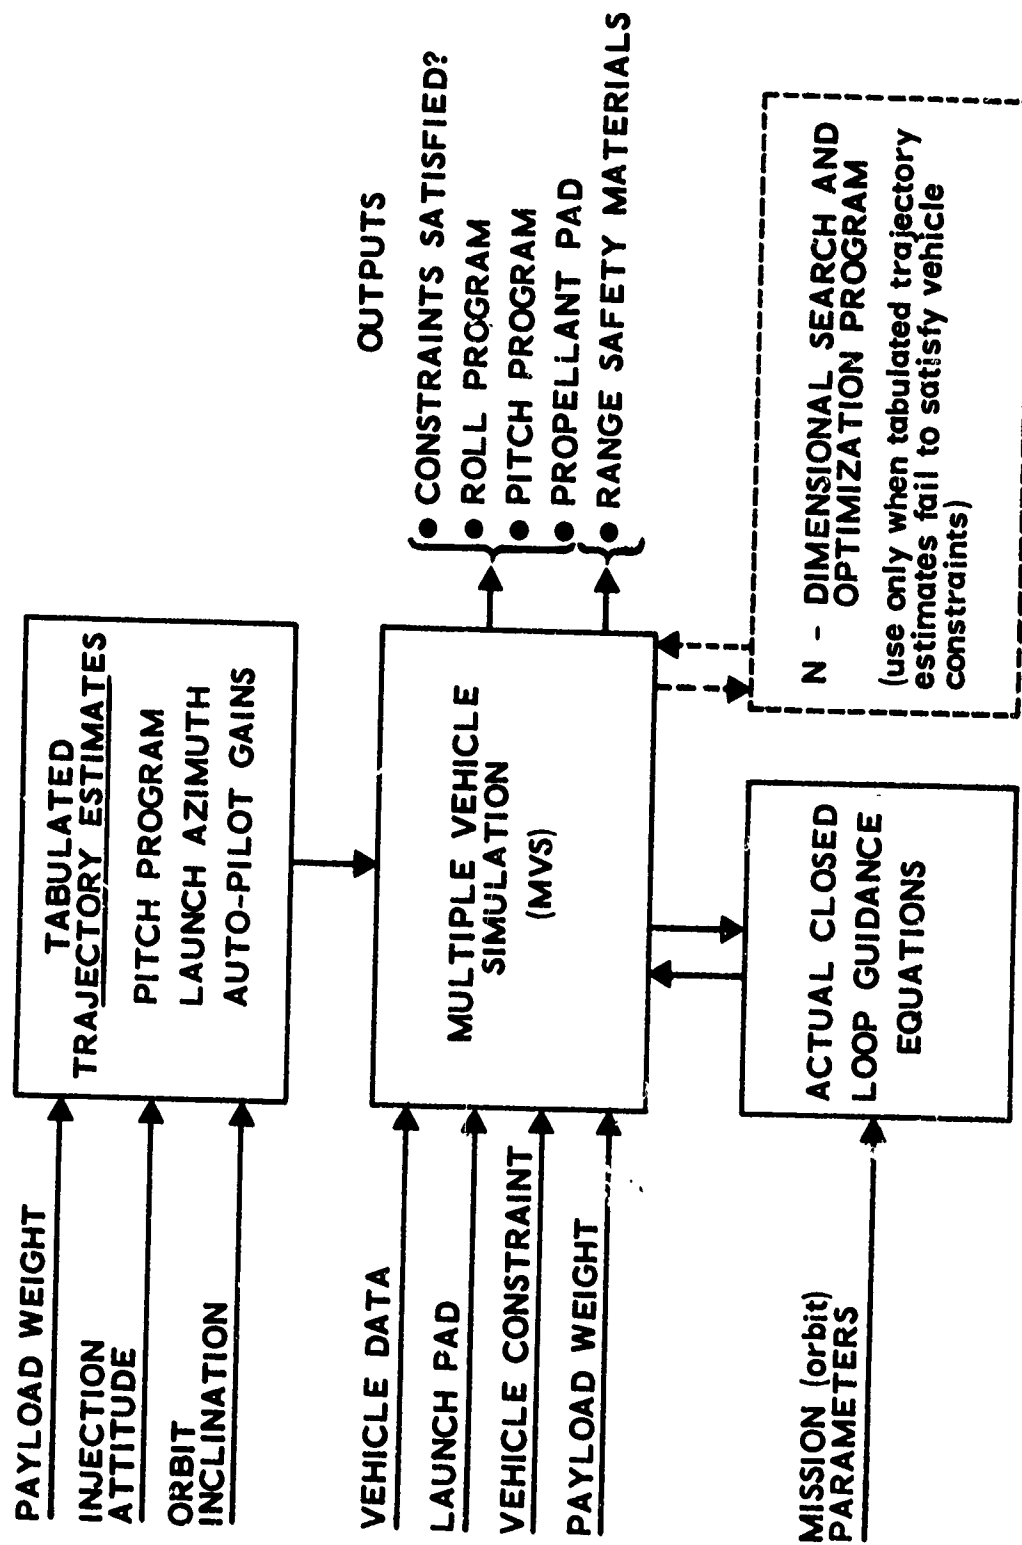 PAYLOAD WEIGHT
INJECTION
ATTITUDE
ORBIT
INCLINATION
TABULATED
TRAJECTORY ESTIMATES
PITCH PROGRAM
LAUNCH AZIMUTH
AUTO-PILOT GAINS
VEHICLE DATA
LAUNCH PAD
VEHICLE CONSTRAINT
PAYLOAD WEIGHT
MULTIPLE VEHICLE
SIMULATION
(MVS)
OUTPUTS
● CONSTRAINTS SATISFIED?
● ROLL PROGRAM
● PITCH PROGRAM
● PROPELLANT PAD
● RANGE SAFETY MATERIALS
MISSION (orbit)
PARAMETERS
ACTUAL CLOSED
LOOP GUIDANCE
EQUATIONS
N - DIMENSIONAL SEARCH AND
OPTIMIZATION PROGRAM
(use only when tabulated trajectory
estimates fail to satisfy vehicle
constraints)